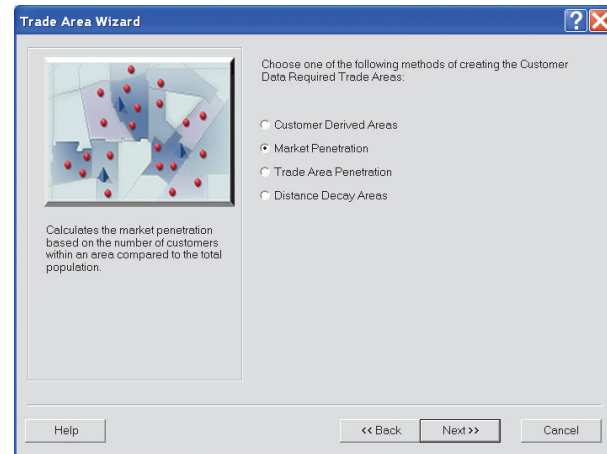 Trade Area Wizard
?
X
Choose one of the following methods of creating the Customer
Data Required Trade Areas:
Customer Derived Areas
Market Penetration
Trade Area Penetration
Distance Decay Areas
Calculates the market penetration
based on the number of customers
within an area compared to the total
population.
Help
<< Back
Next >>
Cancel